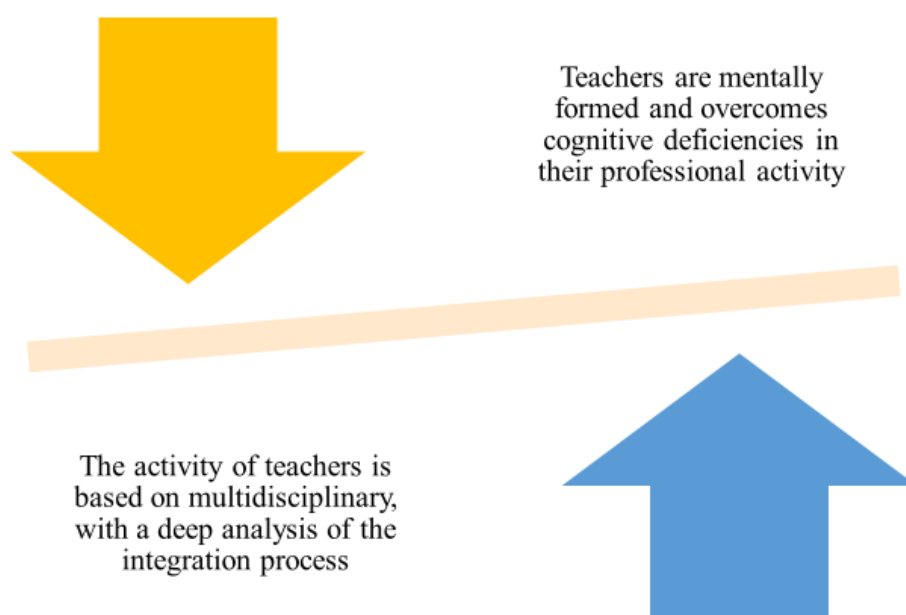 Teachers are mentally
formed and overcomes
cognitive deficiencies in
their professional activity
The activity of teachers is
based on multidisciplinary,
with a deep analysis of the
integration process